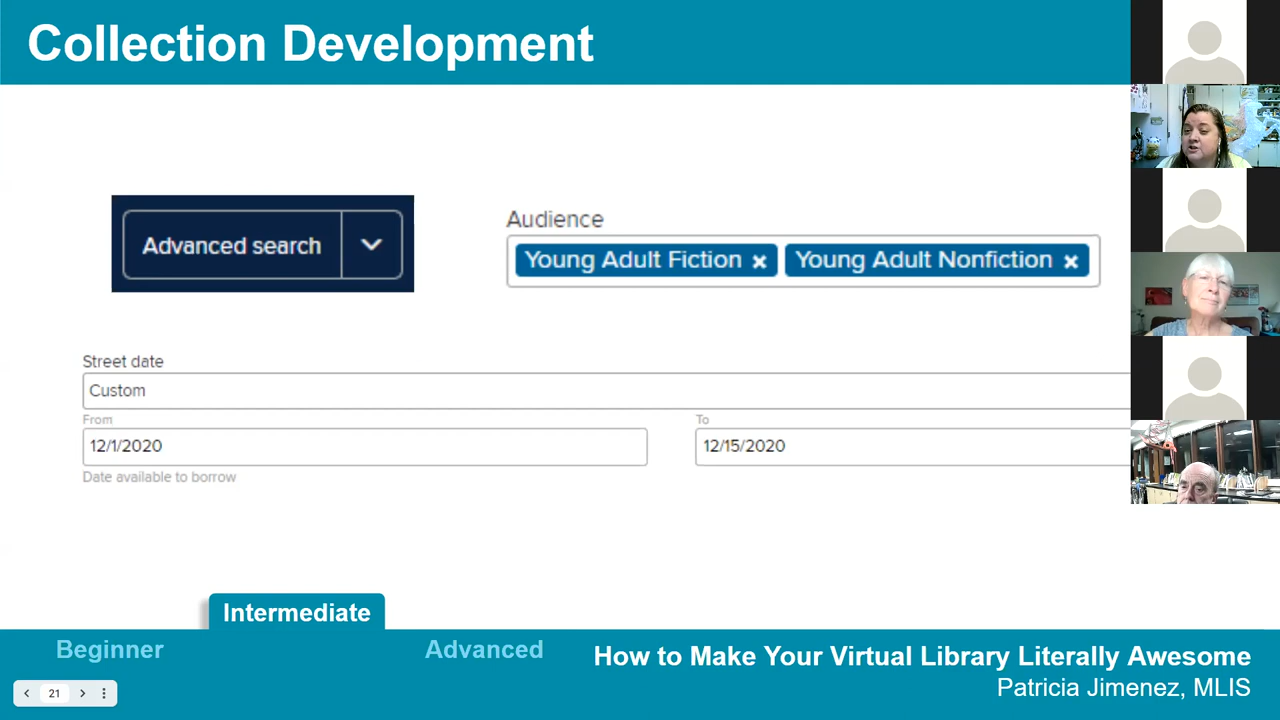 Collection Development
Advanced search
Audience
Young Adult Fiction × Young Adult Nonfiction ×
Street date
Custom
From To
12/1/2020 12/15/2020
Date available to borrow
Intermediate
Beginner Advanced
How to Make Your Virtual Library Literally Awesome
Patricia Jimenez, MLIS
21